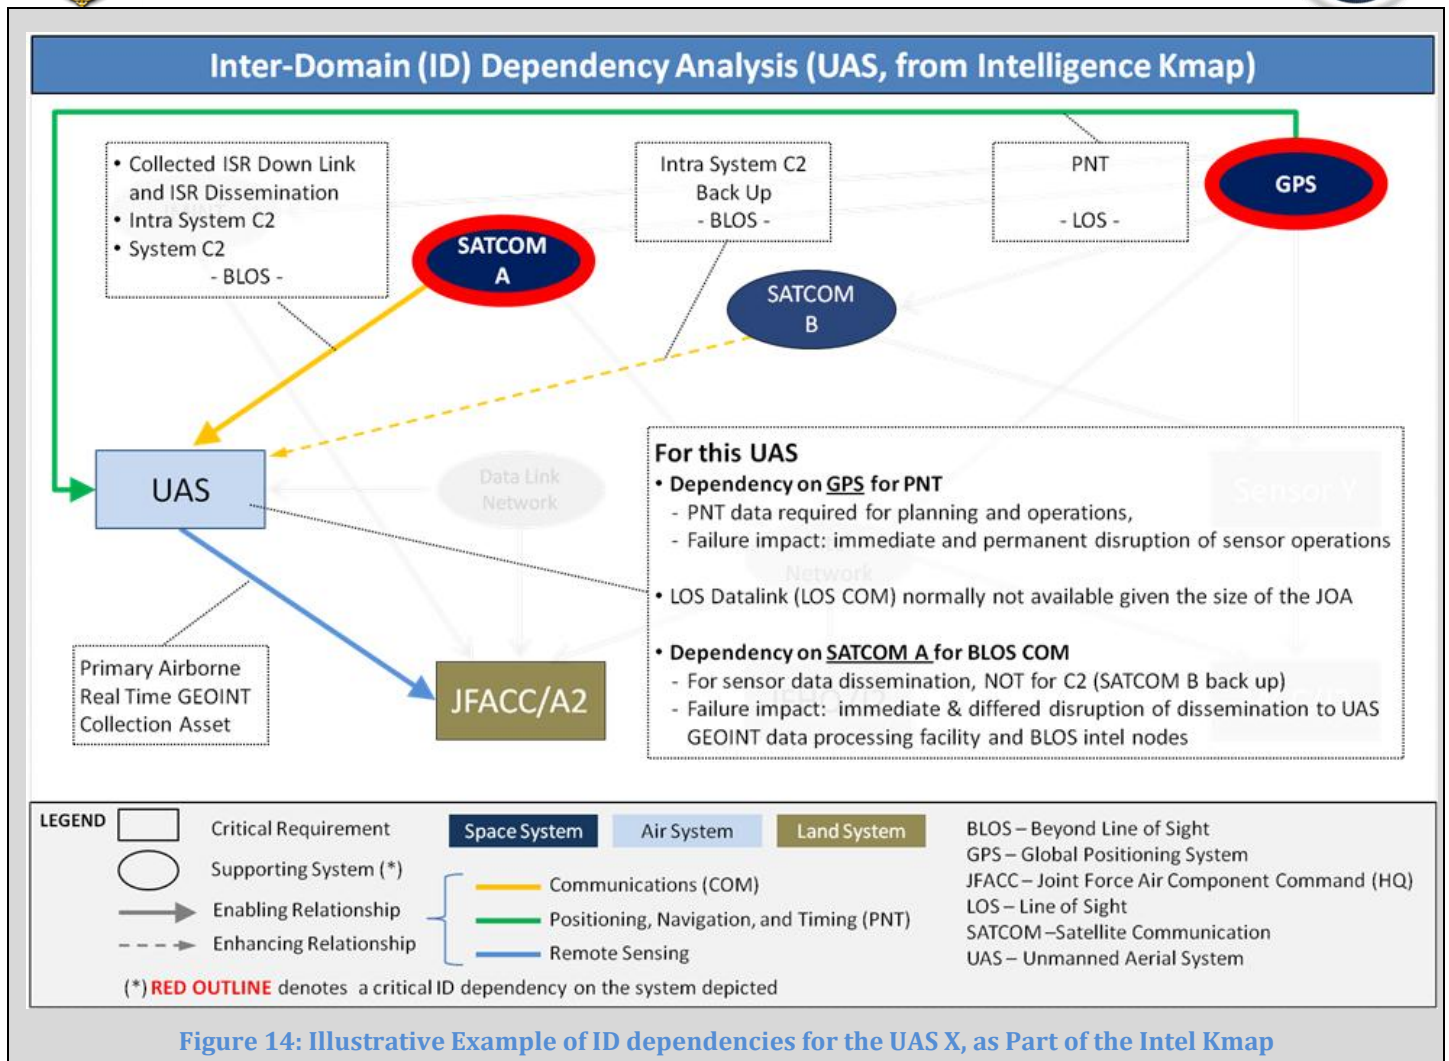 Inter-Domain (ID) Dependency Analysis (UAS, from Intelligence Kmap)
• Collected ISR Down Link
and ISR Dissemination
• Intra System C2
• System C2
- BLOS -
Intra System C2
Back Up
- BLOS -
PNT
- LOS -
GPS
SATCOM
A
SATCOM
B
UAS
Data Link
Network
Sensor
Network
For this UAS
• Dependency on GPS for PNT
- PNT data required for planning and operations,
- Failure impact: immediate and permanent disruption of sensor operations
• LOS Datalink (LOS COM) normally not available given the size of the JOA
• Dependency on SATCOM A for BLOS COM
- For sensor data dissemination, NOT for C2 (SATCOM B back up)
- Failure impact: immediate & differed disruption of dissemination to UAS
GEOINT data processing facility and BLOS intel nodes
Primary Airborne
Real Time GEOINT
Collection Asset
JFACC/A2
LEGEND
Critical Requirement
Supporting System (*)
Enabling Relationship
Enhancing Relationship
Space System
Air System
Land System
Communications (COM)
Positioning, Navigation, and Timing (PNT)
Remote Sensing
BLOS – Beyond Line of Sight
GPS – Global Positioning System
JFACC – Joint Force Air Component Command (HQ)
LOS – Line of Sight
SATCOM –Satellite Communication
UAS – Unmanned Aerial System
(*) RED OUTLINE denotes a critical ID dependency on the system depicted
Figure 14: Illustrative Example of ID dependencies for the UAS X, as Part of the Intel Kmap